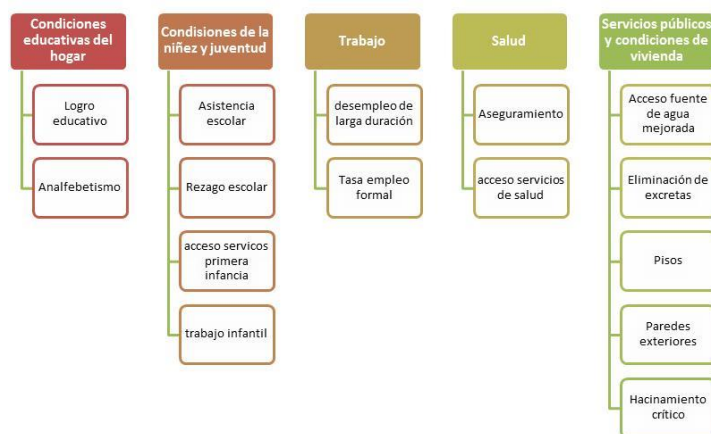 Condiciones
educativas del
hogar
Logro
educativo
Analfebetismo
Condisiones de la
niñez y juventud
Asistencia
escolar
Rezago escolar
acceso servicos
primera
infancia
trabajo infantil
Trabajo
desempleo de
larga duración
Tasa empleo
formal
Salud
Aseguramiento
acceso servicios
de salud
Servicios públicos
y condiciones de
vivienda
Acceso fuente
de agua
mejorada
Eliminación de
excretas
Pisos
Paredes
exteriores
Hacinamiento
crítico